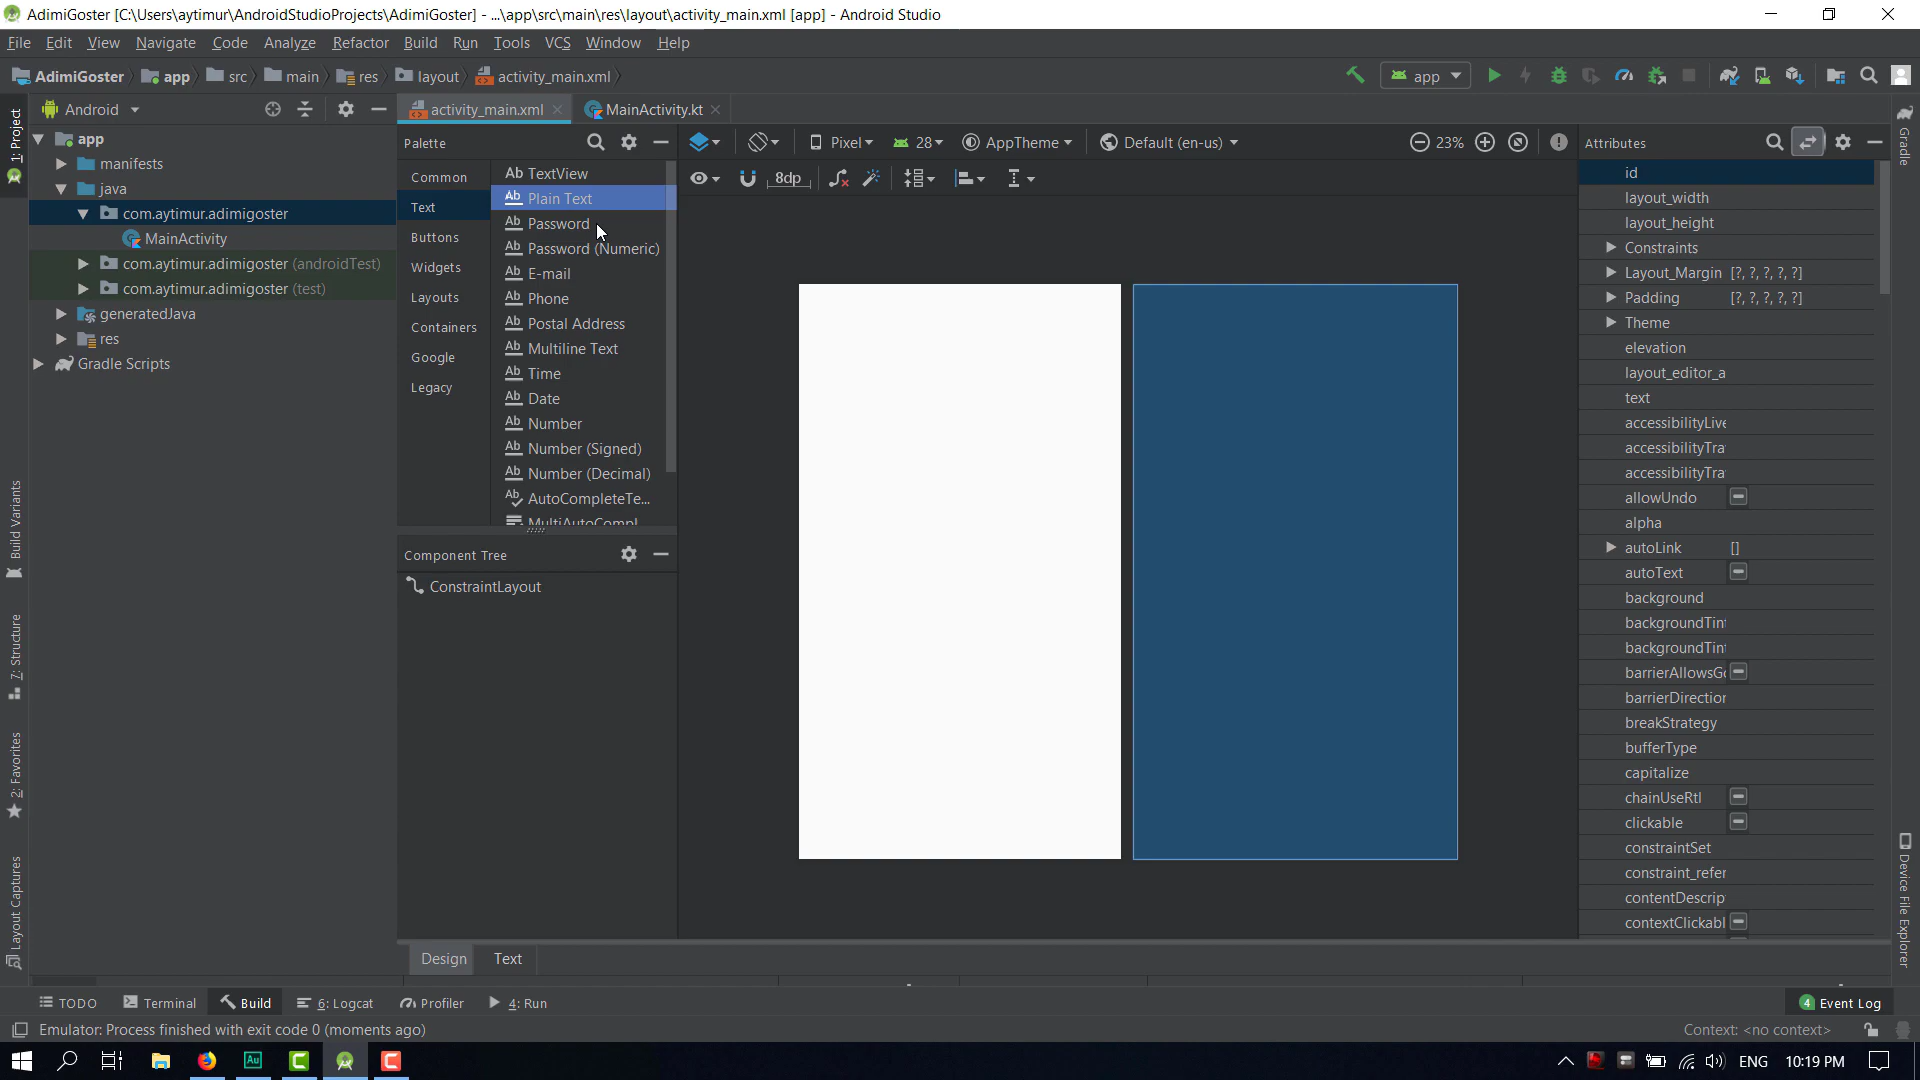 AdimiGoster [C:\Users\aytimur\AndroidStudioProjects\AdimiGoster] - ...\app\src\main\res\layout\activity_main.xml [app] - Android Studio
File Edit View Navigate Code Analyze Refactor Build Run Tools VCS Window Help
AdimiGoster app src main res layout activity_main.xml
app
1: Project
Android
activity_main.xml
MainActivity.kt
Gradle
app
manifests
java
com.aytimur.adimigoster
MainActivity
com.aytimur.adimigoster (androidTest)
com.aytimur.adimigoster (test)
generatedJava
res
Gradle Scripts
Build Variants
7: Structure
2: Favorites
Layout Captures
Palette
Common
Text
Buttons
Widgets
Layouts
Containers
Google
Legacy
Ab TextView
Ab Plain Text
Ab Password
Ab Password (Numeric)
Ab E-mail
Ab Phone
Ab Postal Address
Ab Multiline Text
Ab Time
Ab Date
Ab Number
Ab Number (Signed)
Ab Number (Decimal)
Ab AutoCompleteTe...
MultiAutoCompl
Component Tree
ConstraintLayout
Pixel 28 AppTheme Default (en-us) 23%
8dp
Attributes
id
layout_width
layout_height
Constraints
Layout_Margin [?, ?, ?, ?, ?]
Padding [?, ?, ?, ?, ?]
Theme
elevation
layout_editor_a
text
accessibilityLive
accessibilityTra
accessibilityTra
allowUndo
alpha
autoLink []
autoText
background
backgroundTint
backgroundTint
barrierAllowsGo
barrierDirection
breakStrategy
bufferType
capitalize
chainUseRtl
clickable
constraintSet
constraint_refer
contentDescrip
contextClickabl
Device File Explorer
Design Text
TODO Terminal Build 6: Logcat Profiler 4: Run
4 Event Log
Emulator: Process finished with exit code 0 (moments ago)
Context: <no context>
Au
ENG 10:19 PM